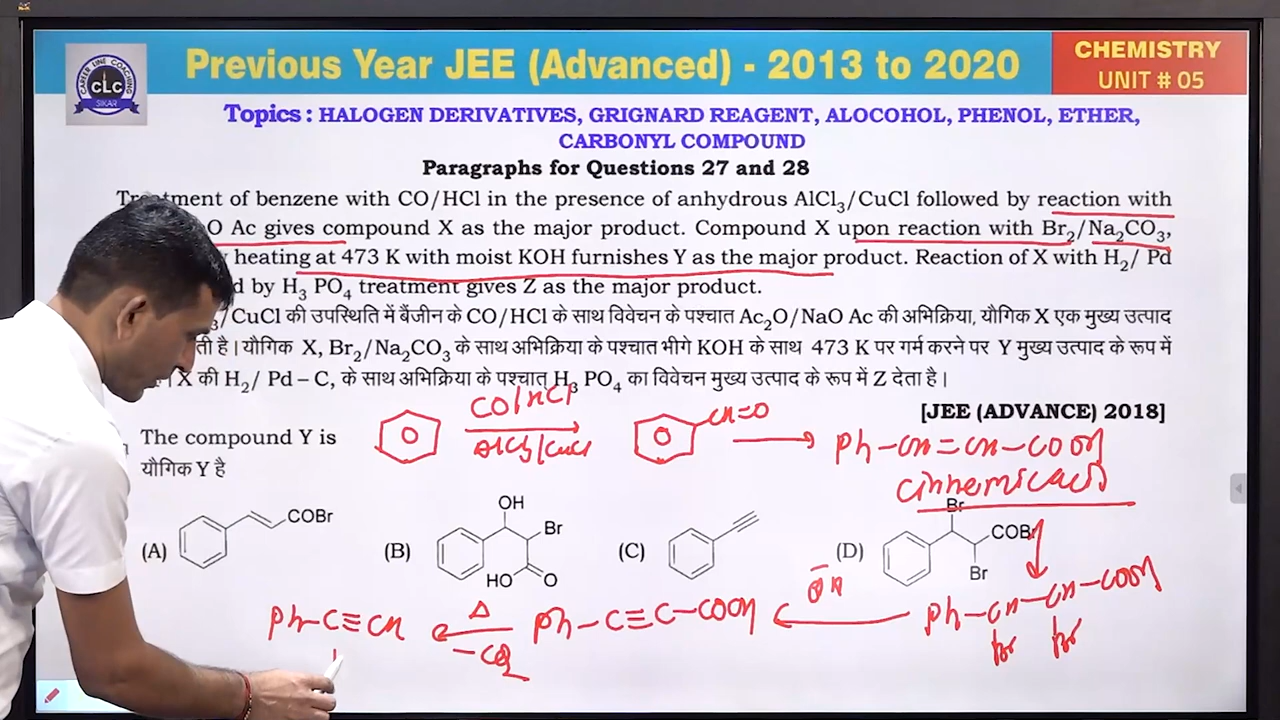 CAREER LINE COACHING
CLC
SIKAR
Previous Year JEE (Advanced) - 2013 to 2020
CHEMISTRY
UNIT # 05
Topics : HALOGEN DERIVATIVES, GRIGNARD REAGENT, ALOCOHOL, PHENOL, ETHER,
CARBONYL COMPOUND
Paragraphs for Questions 27 and 28
of benzene with CO/HCl in the presence of anhydrous AlCl₃/CuCl followed by reaction with
O Ac gives compound X as the major product. Compound X upon reaction with Br₂/Na₂CO₃,
heating at 473 K with moist KOH furnishes Y as the major product. Reaction of X with H₂/ Pd
by H₃ PO₄ treatment gives Z as the major product.
/CuCl की उपस्थिति में बैंजीन के CO/HCl के साथ विवेचन के पश्चात Ac₂O/NaO Ac की अभिक्रिया, यौगिक X एक मुख्य उत्पाद
है। यौगिक X, Br₂/Na₂CO₃ के साथ अभिक्रिया के पश्चात भीगे KOH के साथ 473 K पर गर्म करने पर Y मुख्य उत्पाद के रूप में
X की H₂/ Pd – C, के साथ अभिक्रिया के पश्चात् H₃ PO₄ का विवेचन मुख्य उत्पाद के रूप में Z देता है।
[JEE (ADVANCE) 2018]
CO/HCl
AlCl₃/CuCl
CH=O
Ph-CH=CH-COOH
The compound Y is
यौगिक Y है
cinnemic acid
(A) COBr
(B) OH Br HO O
(C)
(D) Br COBr Br
Ph-C≡CH
Δ
-CO₂
Ph-C≡C-COOH
ŌH
Ph-CH-CH-COOH
Br Br